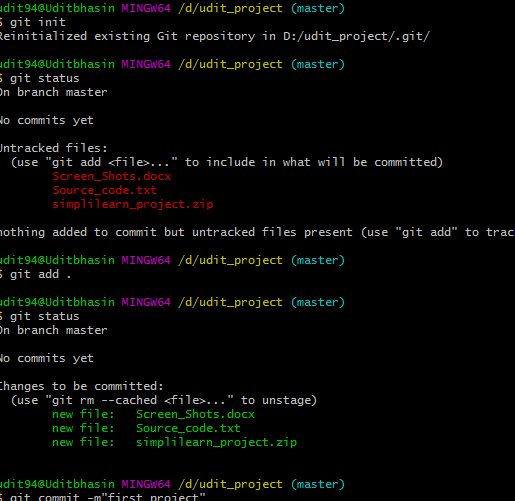 udit94@Uditbhasin MINGW64 /d/udit_project (master)
$ git init
Reinitialized existing Git repository in D:/udit_project/.git/
udit94@Uditbhasin MINGW64 /d/udit_project (master)
$ git status
On branch master
No commits yet
Untracked files:
(use "git add <file>..." to include in what will be committed)
Screen_Shots.docx
Source_code.txt
simplilearn_project.zip
nothing added to commit but untracked files present (use "git add" to trac
udit94@Uditbhasin MINGW64 /d/udit_project (master)
$ git add .
udit94@Uditbhasin MINGW64 /d/udit_project (master)
$ git status
On branch master
No commits yet
Changes to be committed:
(use "git rm --cached <file>..." to unstage)
new file:   Screen_Shots.docx
new file:   Source_code.txt
new file:   simplilearn_project.zip
udit94@Uditbhasin MINGW64 /d/udit_project (master)
$ git commit -m"first project"